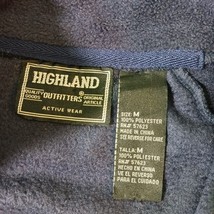 HIGHLAND
QUALITY GOODS
OUTFITTERS
ORIGINAL ARTICLE
ACTIVE WEAR
SIZE: M
100% POLYESTER
RN# 57623
MADE IN CHINA
SEE REVERSE FOR CARE
TALLA: M
100% POLYESTER
RN# 57623
HECHO EN CHINA
VE EL REVERSO
PARA EL CUIDADO